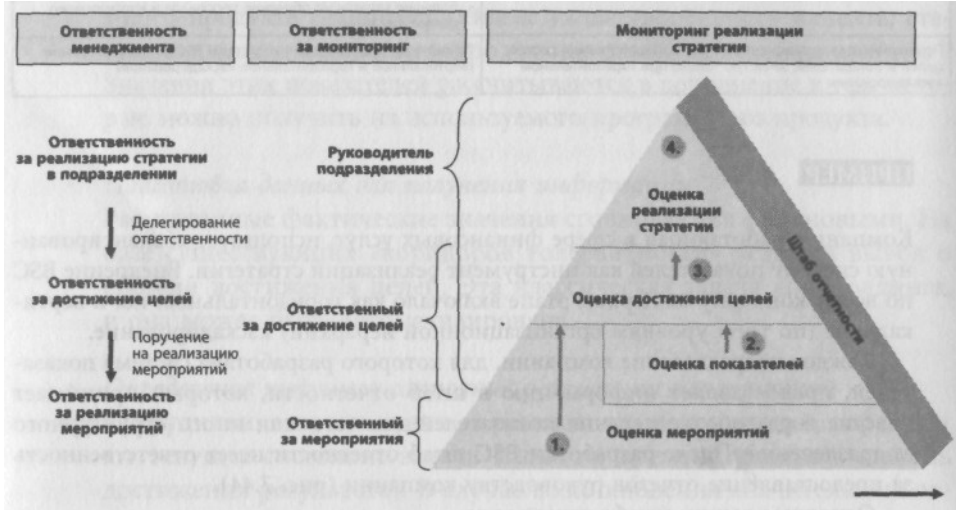 Ответственность
менеджмента
Ответственность
за мониторинг
Мониторинг реализации
стратегии
Ответственность
за реализацию стратегии
в подразделении
Делегирование
ответственности
Ответственность
за достижение целей
Поручение
на реализацию
мероприятий
Ответственность
за реализацию
мероприятий
Руководитель
подразделения
Ответственный
за достижение целей
Ответственный
за мероприятия
4.
Оценка
реализации
стратегии
3.
Оценка достижения целей
2.
Оценка показателей
1.
Оценка мероприятий
Штаб отчетности